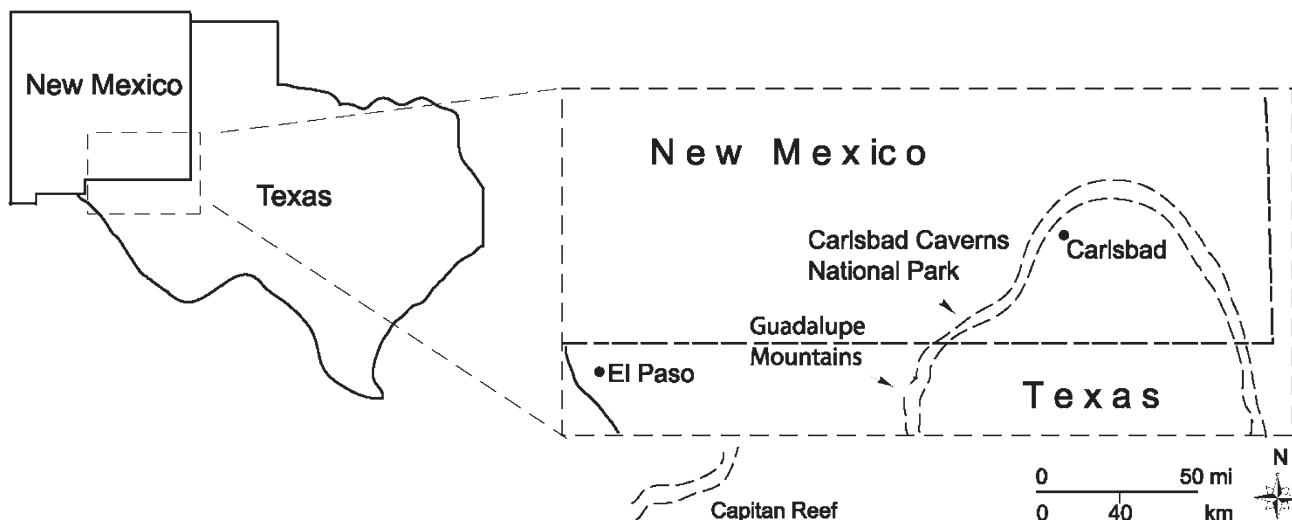 New Mexico
Texas
New Mexico
Carlsbad Caverns
National Park
Carlsbad
Guadalupe
Mountains
El Paso
Texas
Capitan Reef
0 50 mi
0 40 km
N